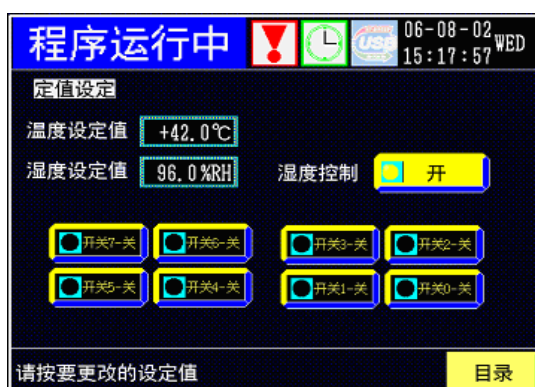 程序运行中 USB 06-08-02 WED
15:17:57
定值设定
温度设定值 +42.0℃
湿度设定值 96.0%RH 湿度控制 开
开关7-关 开关6-关 开关3-关 开关2-关
开关5-关 开关4-关 开关1-关 开关0-关
请按要更改的设定值 目录